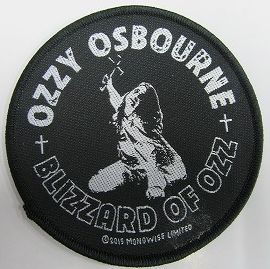 OZZY OSBOURNE
BLIZZARD OF OZZ
©2015 MONOWISE LIMITED